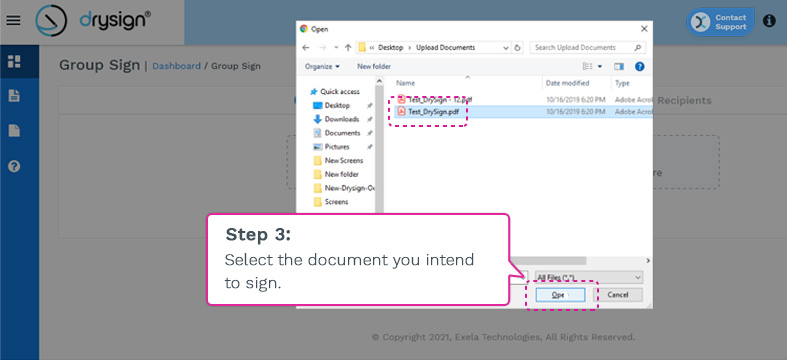 drysign®
Contact
Support
Group Sign | Dashboard / Group Sign
Recipients
Open
Desktop › Upload Documents
Search Upload Documents
Organize
New folder
Name
Date modified
Type
Quick access
Desktop
Downloads
Documents
Pictures
New Screens
New folder
New-Drysign-Ov
Screens
Test_DrySign - 12.pdf 10/16/2019 6:20 PM Adobe Acro
Test_DrySign.pdf 10/16/2019 6:20 PM Adobe Acro
Step 3:
Select the document you intend
to sign.
All Files (*.*)
Open
Cancel
© Copyright 2021, Exela Technologies, All Rights Reserved.